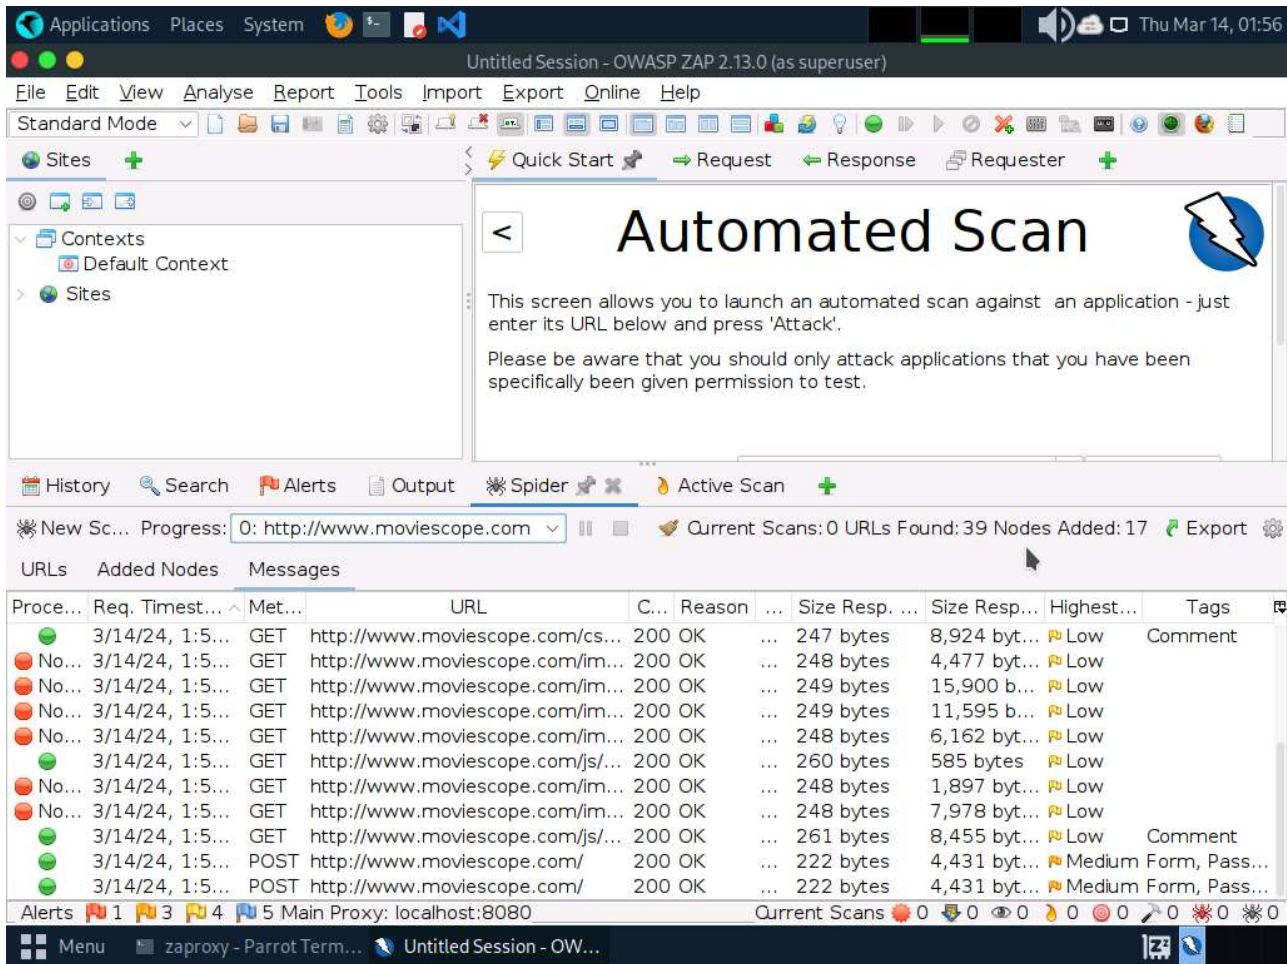 Applications Places System Thu Mar 14, 01:56
Untitled Session - OWASP ZAP 2.13.0 (as superuser)
File Edit View Analyse Report Tools Import Export Online Help
Standard Mode
Sites Quick Start Request Response Requester
< Automated Scan
Contexts
Default Context
Sites
This screen allows you to launch an automated scan against an application - just
enter its URL below and press 'Attack'.
Please be aware that you should only attack applications that you have been
specifically been given permission to test.
History Search Alerts Output Spider Active Scan
New Sc... Progress: 0: http://www.moviescope.com Current Scans: 0 URLs Found: 39 Nodes Added: 17 Export
URLs Added Nodes Messages
Proce... Req. Timest... Met... URL C... Reason ... Size Resp. ... Size Resp... Highest... Tags
3/14/24, 1:5... GET http://www.moviescope.com/cs... 200 OK ... 247 bytes 8,924 byt... Low Comment
No... 3/14/24, 1:5... GET http://www.moviescope.com/im... 200 OK ... 248 bytes 4,477 byt... Low
No... 3/14/24, 1:5... GET http://www.moviescope.com/im... 200 OK ... 249 bytes 15,900 b... Low
No... 3/14/24, 1:5... GET http://www.moviescope.com/im... 200 OK ... 249 bytes 11,595 b... Low
No... 3/14/24, 1:5... GET http://www.moviescope.com/im... 200 OK ... 248 bytes 6,162 byt... Low
3/14/24, 1:5... GET http://www.moviescope.com/js/... 200 OK ... 260 bytes 585 bytes Low
No... 3/14/24, 1:5... GET http://www.moviescope.com/im... 200 OK ... 248 bytes 1,897 byt... Low
No... 3/14/24, 1:5... GET http://www.moviescope.com/im... 200 OK ... 248 bytes 7,978 byt... Low
3/14/24, 1:5... GET http://www.moviescope.com/js/... 200 OK ... 261 bytes 8,455 byt... Low Comment
3/14/24, 1:5... POST http://www.moviescope.com/ 200 OK ... 222 bytes 4,431 byt... Medium Form, Pass...
3/14/24, 1:5... POST http://www.moviescope.com/ 200 OK ... 222 bytes 4,431 byt... Medium Form, Pass...
Alerts 1 3 4 5 Main Proxy: localhost:8080 Current Scans 0 0 0 0 0 0 0 0
Menu zaproxy - Parrot Term... Untitled Session - OW...